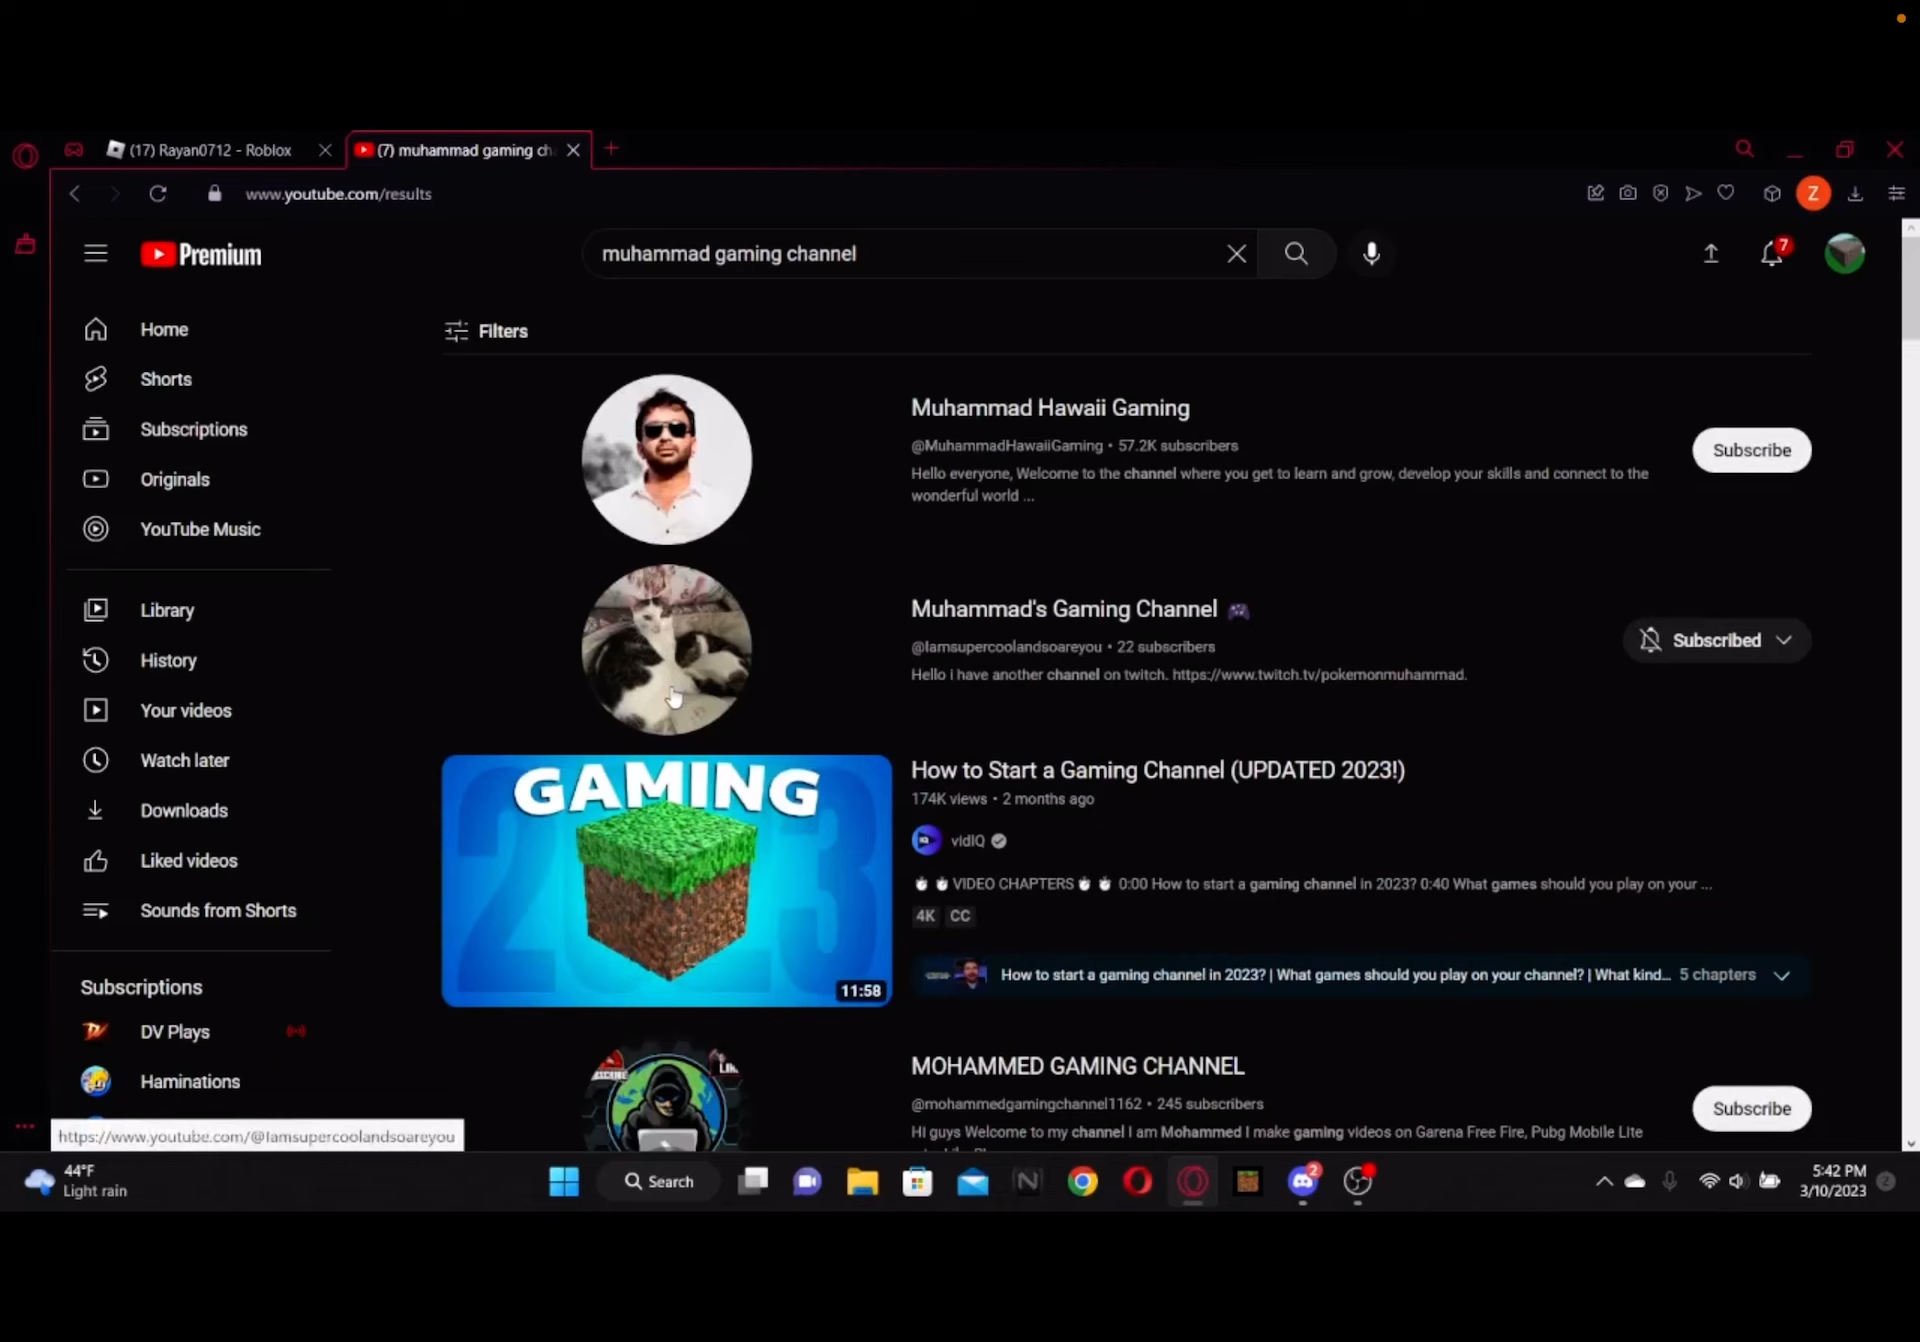 (17) Rayan0712 - Roblox
(7) muhammad gaming ch
www.youtube.com/results
Z
Premium
muhammad gaming channel
7
Home
Shorts
Subscriptions
Originals
YouTube Music
Library
History
Your videos
Watch later
Downloads
Liked videos
Sounds from Shorts
Subscriptions
DV Plays
Haminations
https://www.youtube.com/@Iamsupercoolandsoareyou
Filters
Muhammad Hawaii Gaming
@MuhammadHawaiiGaming • 57.2K subscribers
Hello everyone, Welcome to the channel where you get to learn and grow, develop your skills and connect to the
wonderful world ...
Subscribe
Muhammad's Gaming Channel 🎮
@Iamsupercoolandsoareyou • 22 subscribers
Hello I have another channel on twitch. https://www.twitch.tv/pokemonmuhammad.
Subscribed
GAMING
2023
11:58
How to Start a Gaming Channel (UPDATED 2023!)
174K views • 2 months ago
vidIQ
VIDEO CHAPTERS 0:00 How to start a gaming channel in 2023? 0:40 What games should you play on your ...
4K CC
How to start a gaming channel in 2023? | What games should you play on your channel? | What kind... 5 chapters
MOHAMMED GAMING CHANNEL
@mohammedgamingchannel1162 • 245 subscribers
Hi guys Welcome to my channel I am Mohammed I make gaming videos on Garena Free Fire, Pubg Mobile Lite
Subscribe
44°F
Light rain
Search
2
5:42 PM
3/10/2023
2